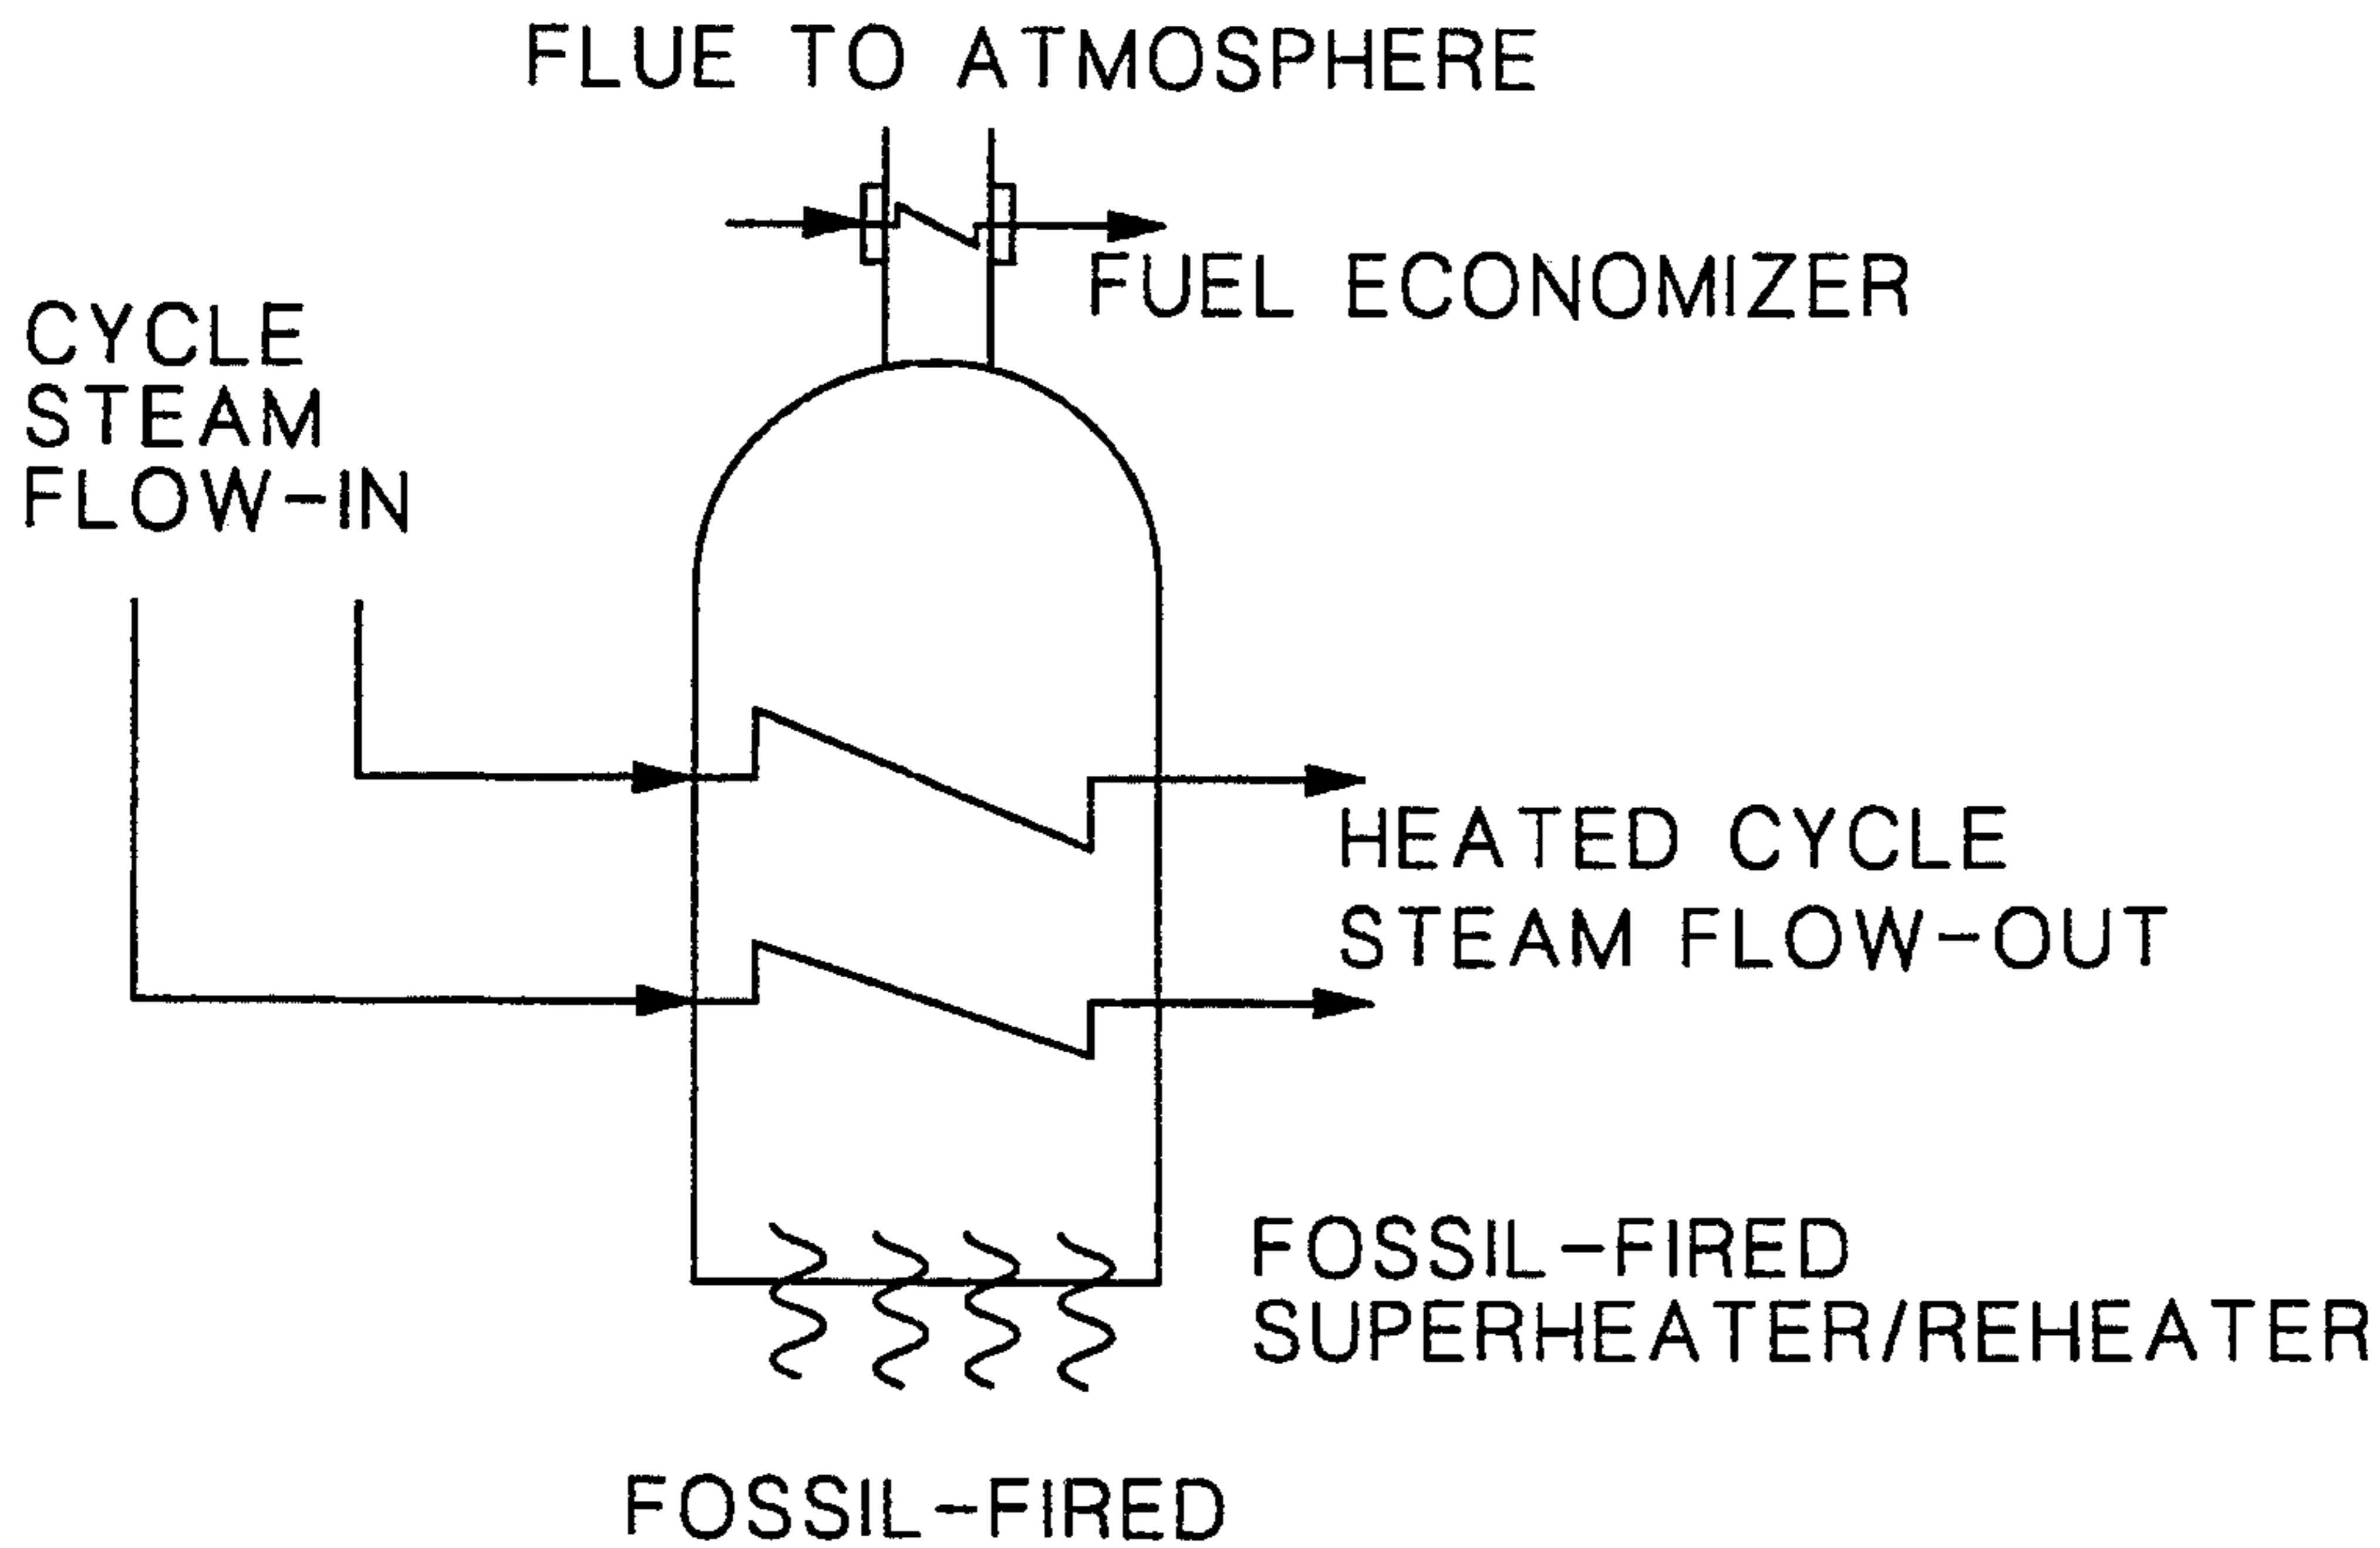 FLUE TO ATMOSPHERE
FUEL ECONOMIZER
CYCLE
STEAM
FLOW-IN
HEATED CYCLE
STEAM FLOW-OUT
FOSSIL-FIRED
SUPERHEATER/REHEATER
FOSSIL-FIRED